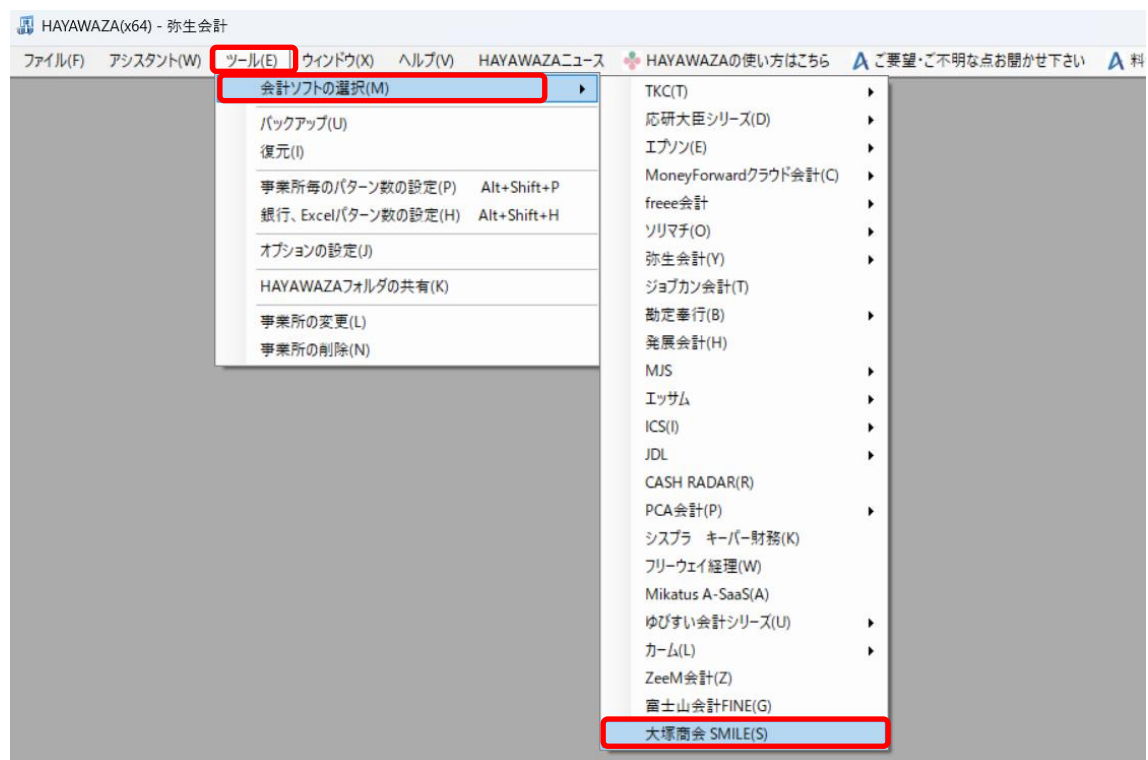 HAYAWAZA(x64) - 弥生会計
ファイル(F) アシスタント(W) ツール(E) ウィンドウ(X) ヘルプ(V) HAYAWAZAニュース HAYAWAZAの使い方はこちら ご要望・ご不明な点お聞かせ下さい 料
会計ソフトの選択(M)
バックアップ(U)
復元(I)
事業所毎のパターン数の設定(P) Alt+Shift+P
銀行、Excelパターン数の設定(H) Alt+Shift+H
オプションの設定(J)
HAYAWAZAフォルダの共有(K)
事業所の変更(L)
事業所の削除(N)
TKC(T)
応研大臣シリーズ(D)
エプソン(E)
MoneyForwardクラウド会計(C)
freee会計
ソリマチ(O)
弥生会計(Y)
ジョブカン会計(T)
勘定奉行(B)
発展会計(H)
MJS
エッサム
ICS(I)
JDL
CASH RADAR(R)
PCA会計(P)
シスプラ　キーパー財務(K)
フリーウェイ経理(W)
Mikatus A-SaaS(A)
ゆびすい会計シリーズ(U)
カーム(L)
ZeeM会計(Z)
富士山会計FINE(G)
大塚商会 SMILE(S)